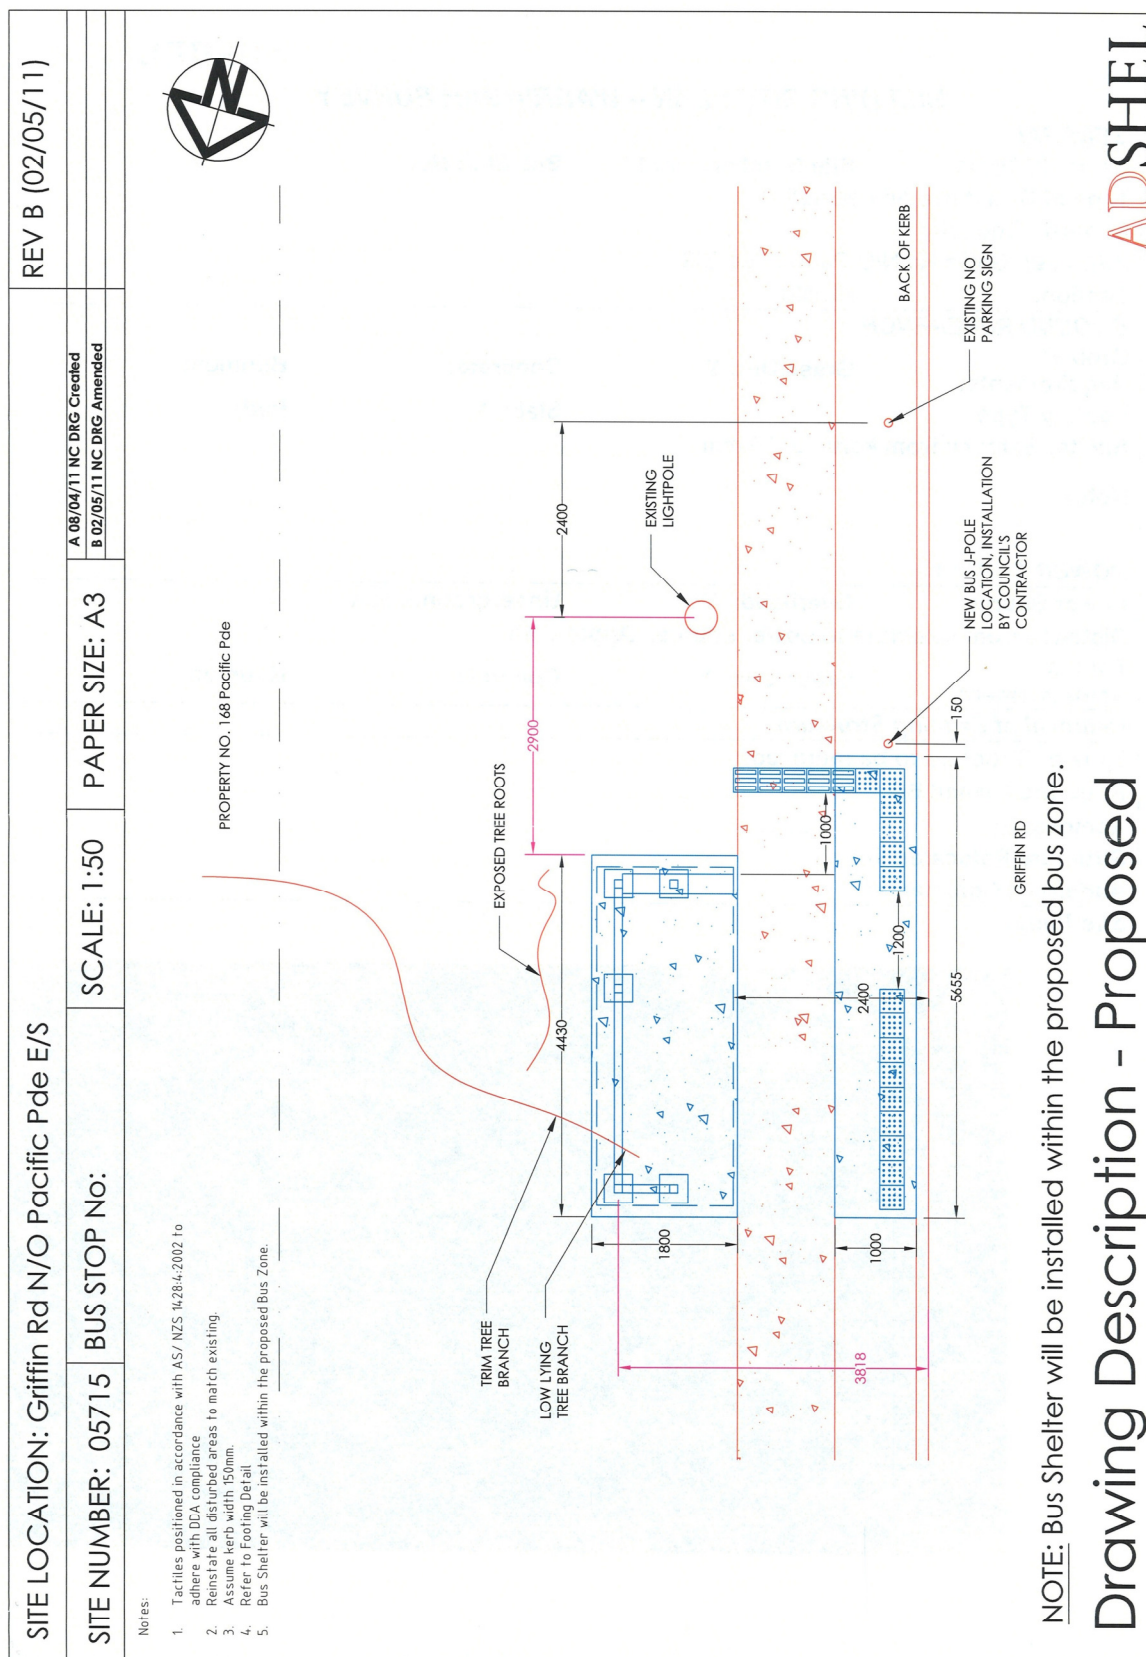 SITE LOCATION: Griffin Rd N/O Pacific Pde E/S
REV B (02/05/11)
SITE NUMBER: 05715
BUS STOP No:
SCALE: 1:50
PAPER SIZE: A3
A 08/04/11 NC DRG Created
B 02/05/11 NC DRG Amended
Notes:
1. Tactiles positioned in accordance with AS/ NZS 1428:4:2002 to
adhere with DDA compliance
2. Reinstate all disturbed areas to match existing.
3. Assume kerb width 150mm.
4. Refer to Footing Detail
5. Bus Shelter will be installed within the proposed Bus Zone.
PROPERTY NO. 168 Pacific Pde
N
TRIM TREE
BRANCH
LOW LYING
TREE BRANCH
EXPOSED TREE ROOTS
4430
2900
2400
EXISTING
LIGHTPOLE
1800
3818
1000
2400
1200
1000
5655
150
BACK OF KERB
EXISTING NO
PARKING SIGN
NEW BUS J-POLE
LOCATION, INSTALLATION
BY COUNCIL'S
CONTRACTOR
GRIFFIN RD
NOTE: Bus Shelter will be installed within the proposed bus zone.
Drawing Description - Proposed
ADSHEL